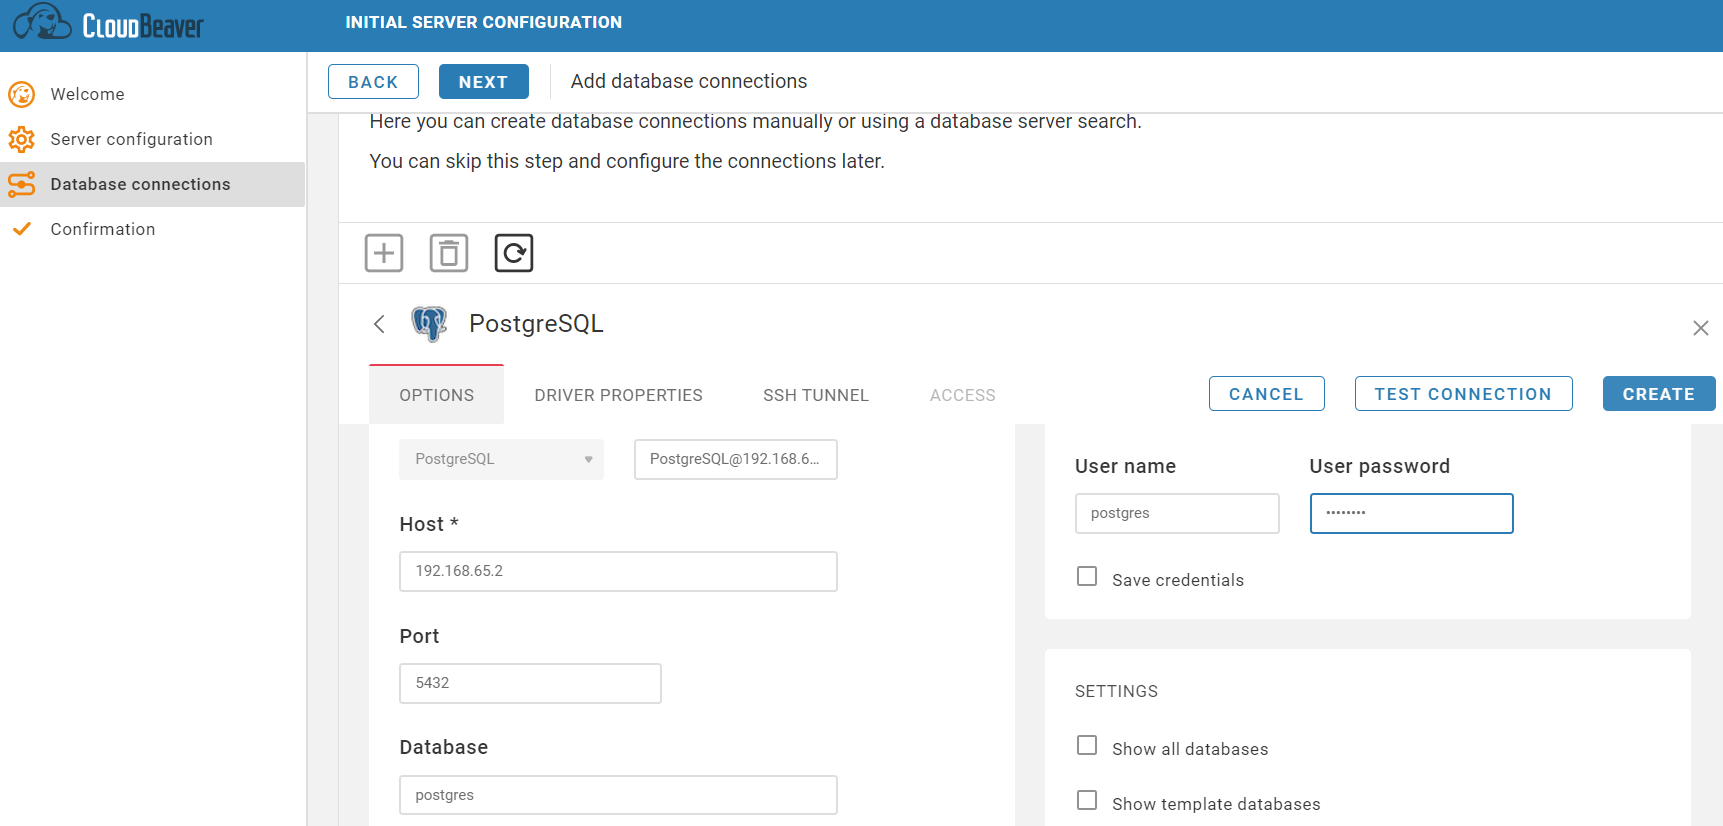 CloudBeaver
INITIAL SERVER CONFIGURATION
BACK
NEXT
Add database connections
Welcome
Server configuration
Database connections
Confirmation
Here you can create database connections manually or using a database server search.
You can skip this step and configure the connections later.
PostgreSQL
OPTIONS
DRIVER PROPERTIES
SSH TUNNEL
ACCESS
CANCEL
TEST CONNECTION
CREATE
PostgreSQL
PostgreSQL@192.168.6...
Host *
192.168.65.2
Port
5432
Database
postgres
User name
User password
postgres
••••••••
Save credentials
SETTINGS
Show all databases
Show template databases